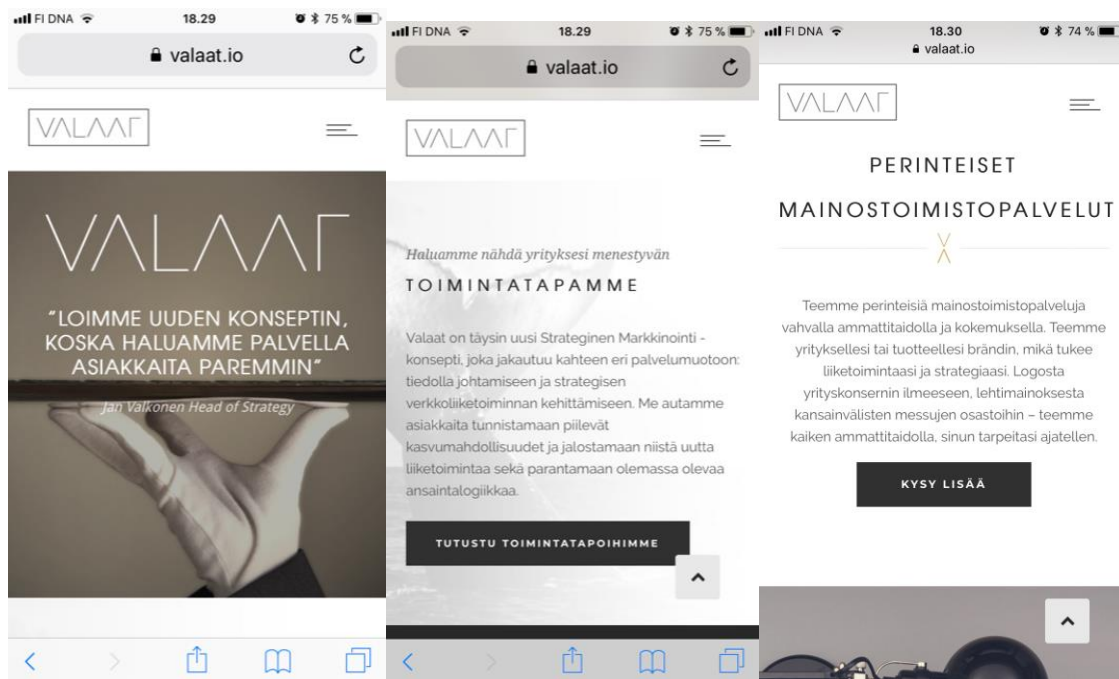 FI DNA 18.29 75 %
valaat.io
VALAAT
VALAAT
"LOIMME UUDEN KONSEPTIN,
KOSKA HALUAMME PALVELLA
ASIAKKAITA PAREMMIN"
Jan Valkonen Head of Strategy
FI DNA 18.29 75 %
valaat.io
VALAAT
Haluamme nähdä yrityksesi menestyvän
TOIMINTATAPAMME
Valaat on täysin uusi Strateginen Markkinointi -
konsepti, joka jakautuu kahteen eri palvelumuotoon:
tiedolla johtamiseen ja strategisen
verkkoliiketoiminnan kehittämiseen. Me autamme
asiakkaita tunnistamaan piilevät
kasvumahdollisuudet ja jalostamaan niistä uutta
liiketoimintaa sekä parantamaan olemassa olevaa
ansaintalogiikkaa.
TUTUSTU TOIMINTATAPOIHIMME
FI DNA 18.30 74 %
valaat.io
VALAAT
PERINTEISET
MAINOSTOIMISTOPALVELUT
Teemme perinteisiä mainostoimistopalveluja
vahvalla ammattitaidolla ja kokemuksella. Teemme
yrityksellesi tai tuotteellesi brändin, mikä tukee
liiketoimintaasi ja strategiaasi. Logosta
yrityskonsernin ilmeeseen, lehtimainoksesta
kansainvälisten messujen osastoihin – teemme
kaiken ammattitaidolla, sinun tarpeitasi ajatellen.
KYSY LISÄÄ